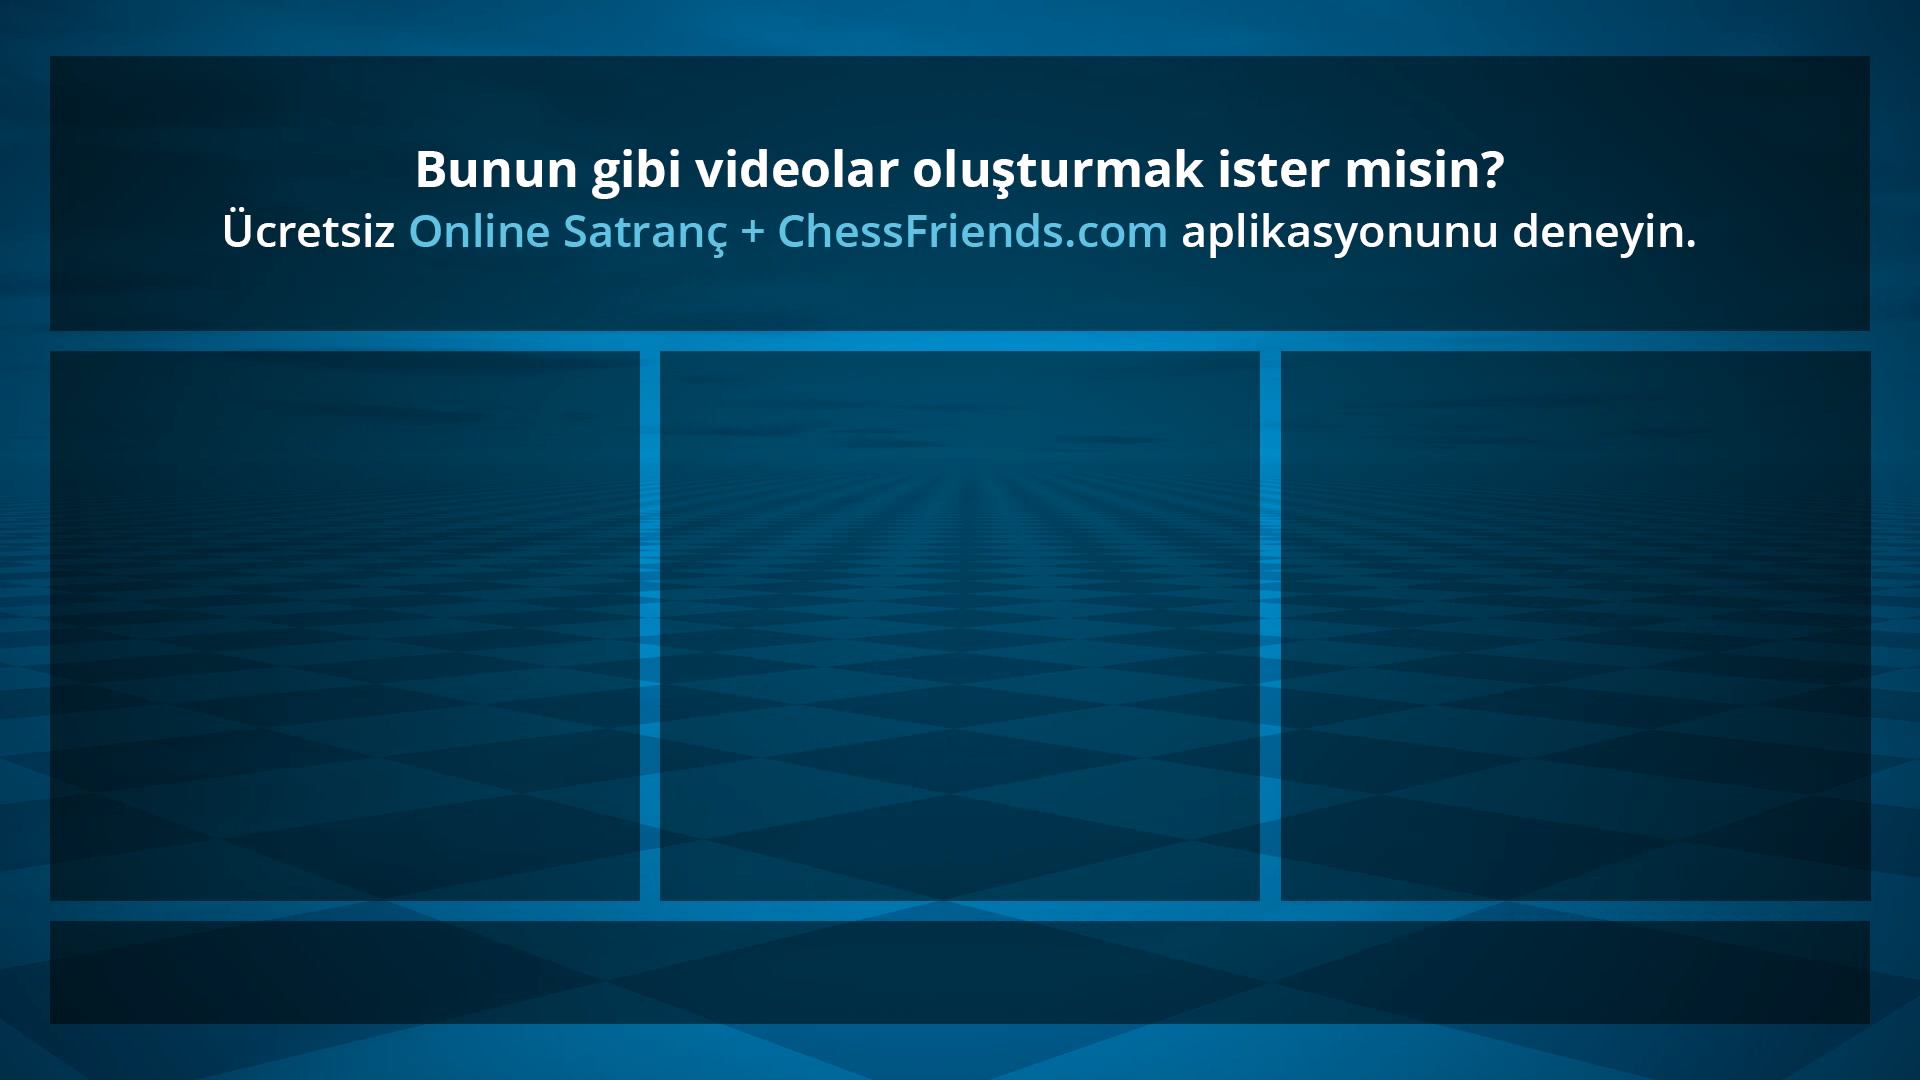 Bunun gibi videolar oluşturmak ister misin?
Ücretsiz Online Satranç + ChessFriends.com aplikasyonunu deneyin.